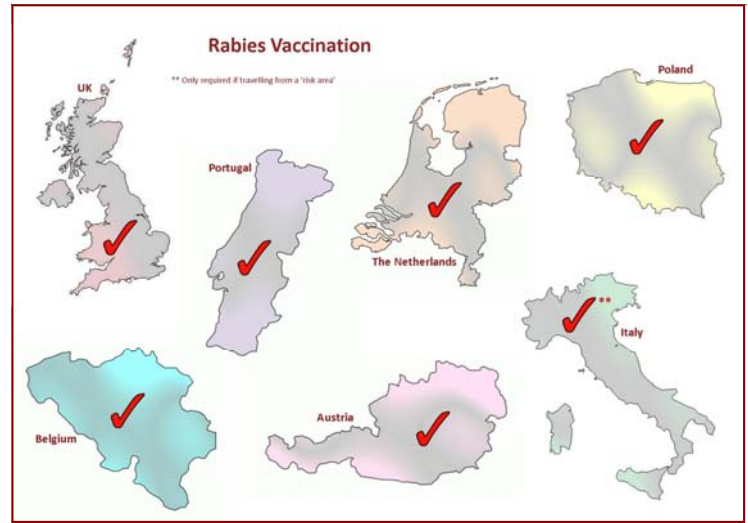 Rabies Vaccination
** Only required if travelling from a 'risk area'
UK
Poland
Portugal
The Netherlands
**
Italy
Austria
Belgium